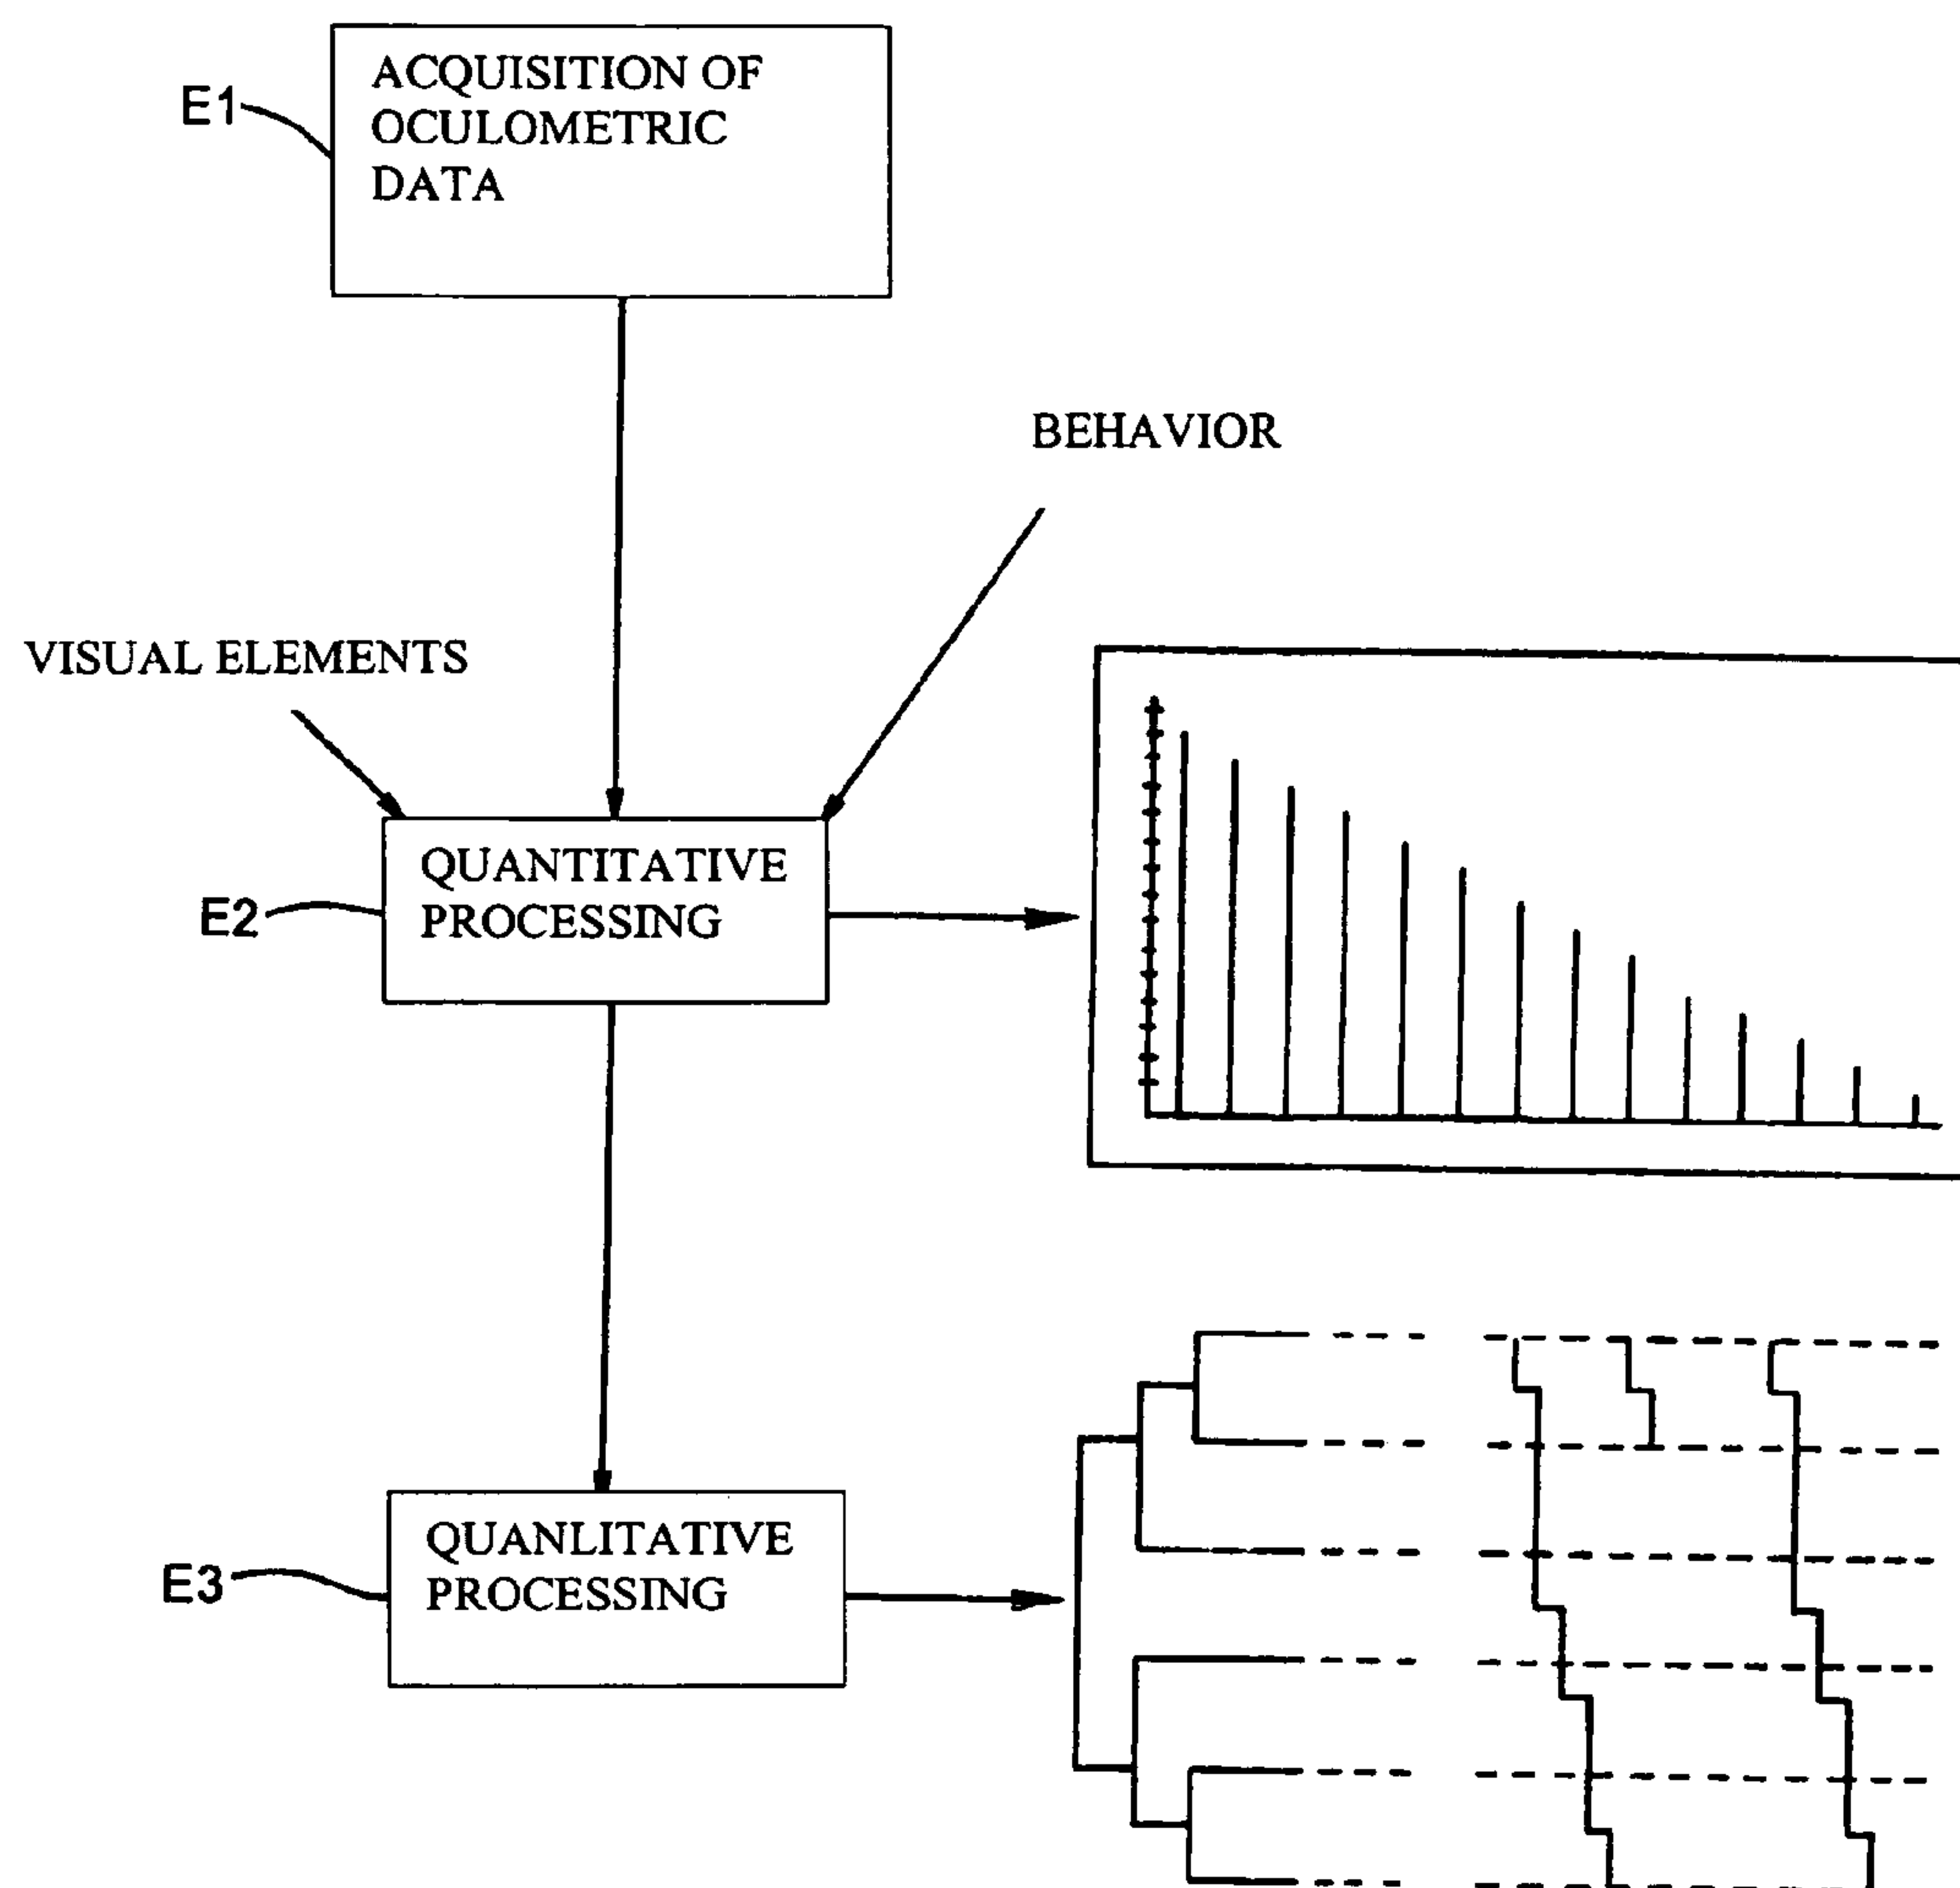 E1
ACQUISITION OF
OCULOMETRIC
DATA
BEHAVIOR
VISUAL ELEMENTS
E2
QUANTITATIVE
PROCESSING
E3
QUANLITATIVE
PROCESSING